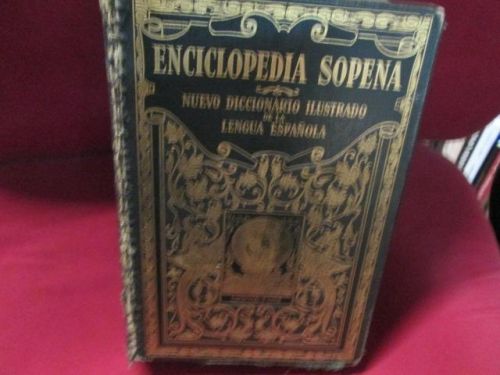 ENCICLOPEDIA SOPENA
NUEVO DICCIONARIO ILUSTRADO
DE LA
LENGUA ESPAÑOLA